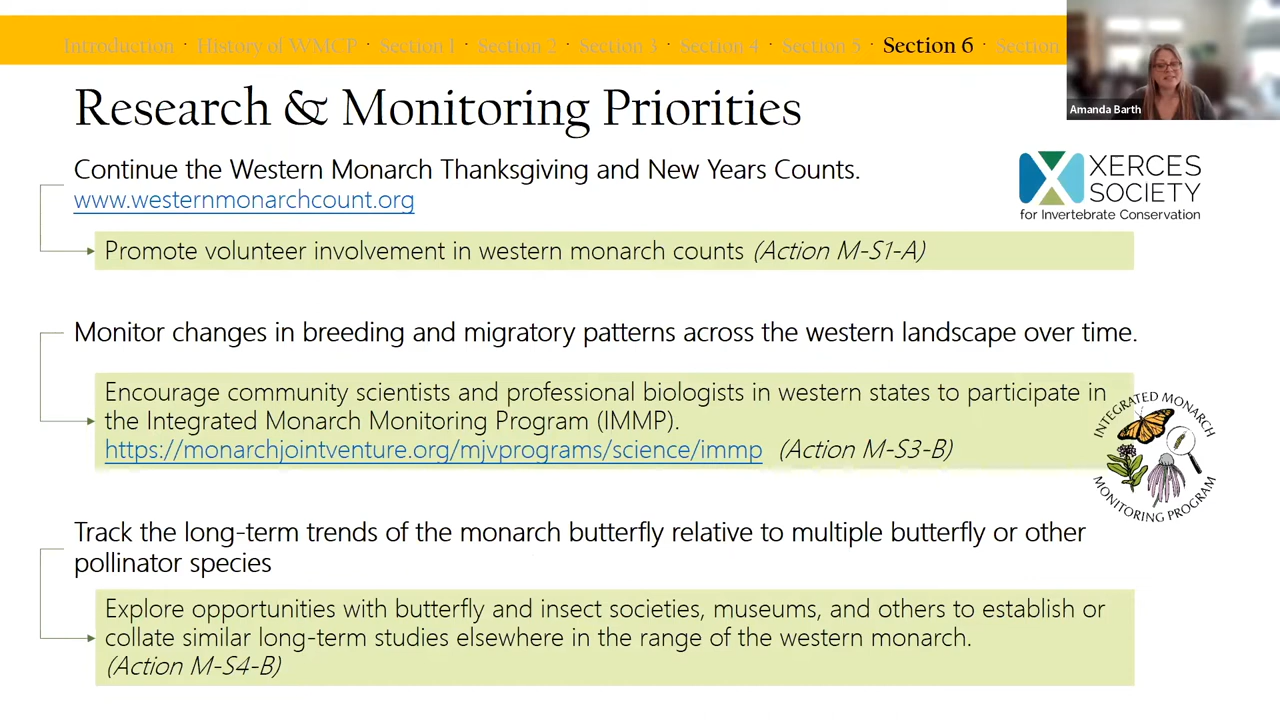 Introduction · History of WMCP · Section 1 · Section 2 · Section 3 · Section 4 · Section 5 · Section 6 · Section
Amanda Barth
Research & Monitoring Priorities
Continue the Western Monarch Thanksgiving and New Years Counts.
www.westernmonarchcount.org
XERCES
SOCIETY
for Invertebrate Conservation
Promote volunteer involvement in western monarch counts (Action M-S1-A)
Monitor changes in breeding and migratory patterns across the western landscape over time.
Encourage community scientists and professional biologists in western states to participate in
the Integrated Monarch Monitoring Program (IMMP).
https://monarchjointventure.org/mjvprograms/science/immp (Action M-S3-B)
INTEGRATED MONARCH
MONITORING PROGRAM
Track the long-term trends of the monarch butterfly relative to multiple butterfly or other
pollinator species
Explore opportunities with butterfly and insect societies, museums, and others to establish or
collate similar long-term studies elsewhere in the range of the western monarch.
(Action M-S4-B)